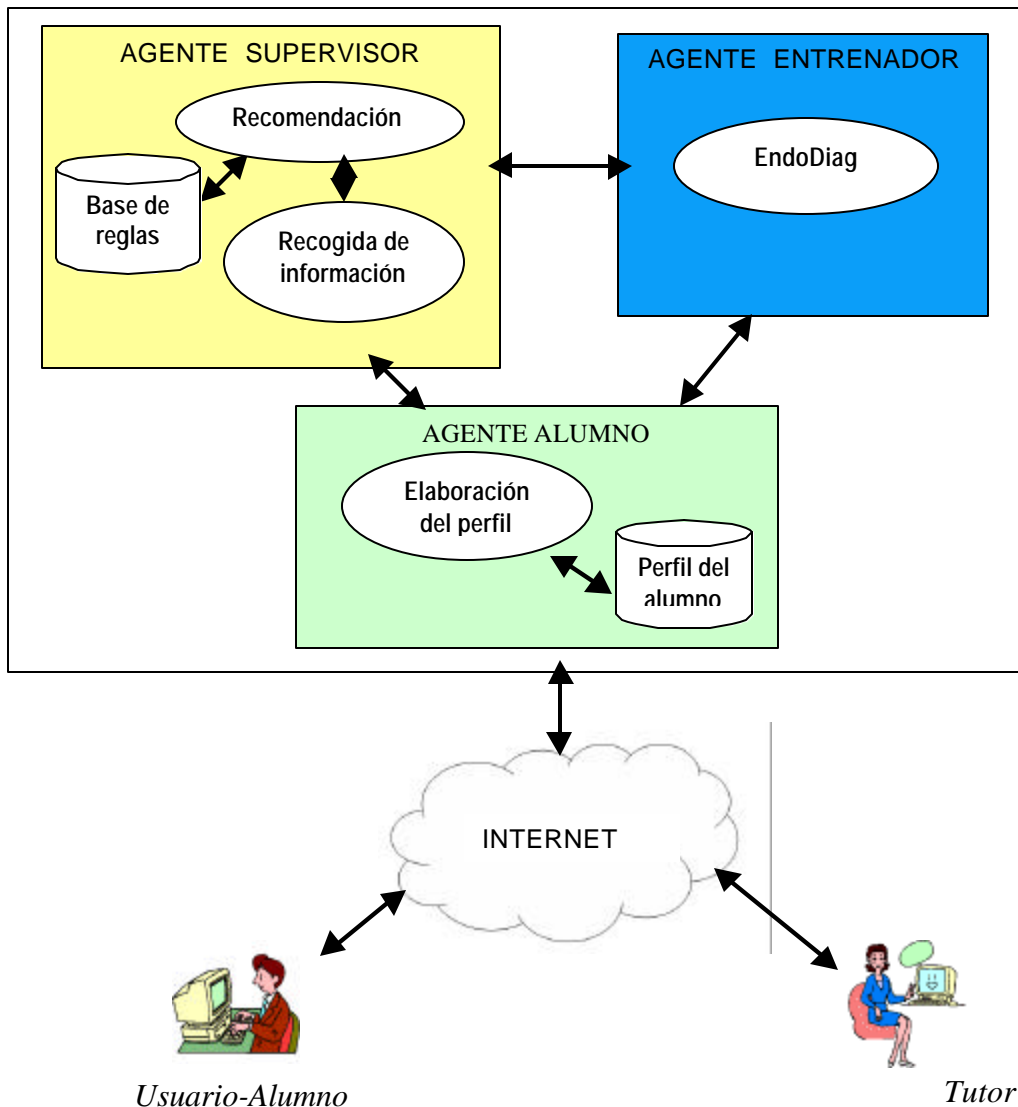 AGENTE SUPERVISOR
Recomendación
Base de
reglas
Recogida de
información
AGENTE ENTRENADOR
EndoDiag
AGENTE ALUMNO
Elaboración
del perfil
Perfil del
alumno
INTERNET
Usuario-Alumno
Tutor